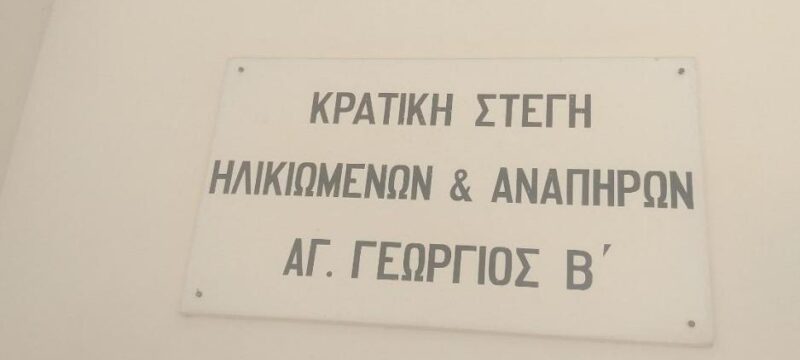 ΚΡΑΤΙΚΗ ΣΤΕΓΗ
ΗΛΙΚΙΩΜΕΝΩΝ & ΑΝΑΠΗΡΩΝ
ΑΓ. ΓΕΩΡΓΙΟΣ Β΄